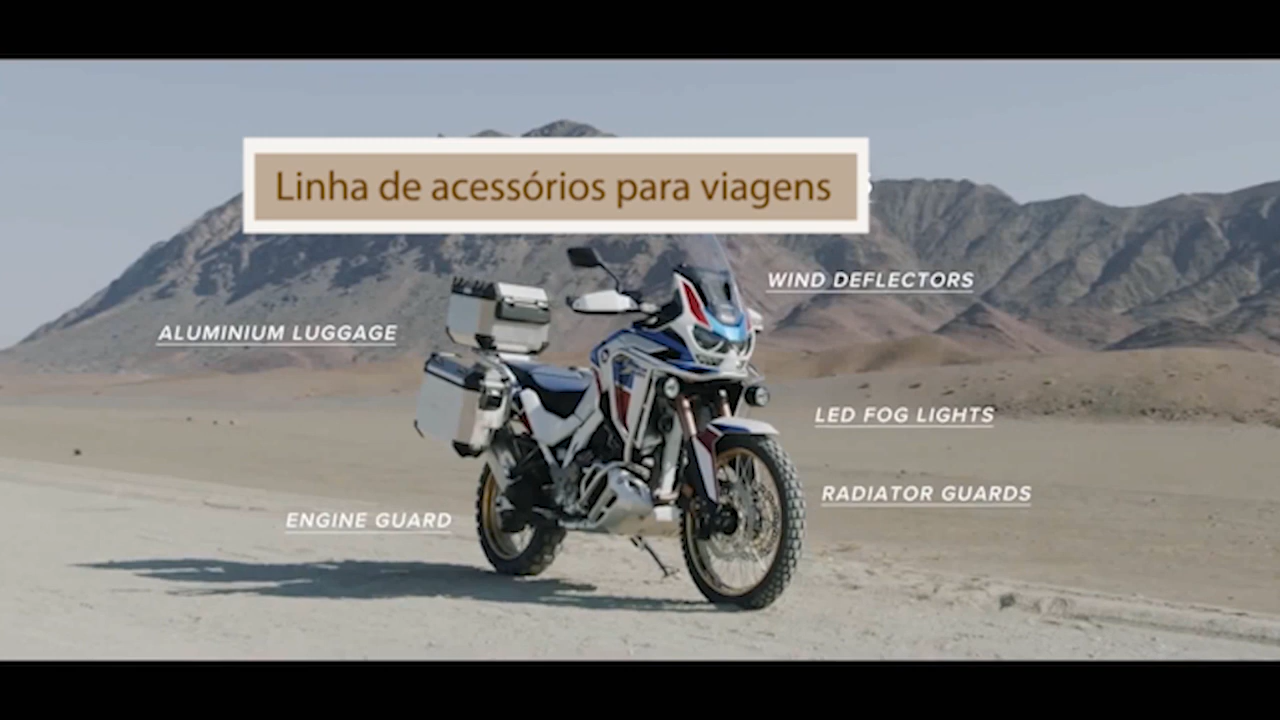 Linha de acessórios para viagens
WIND DEFLECTORS
ALUMINIUM LUGGAGE
LED FOG LIGHTS
RADIATOR GUARDS
ENGINE GUARD